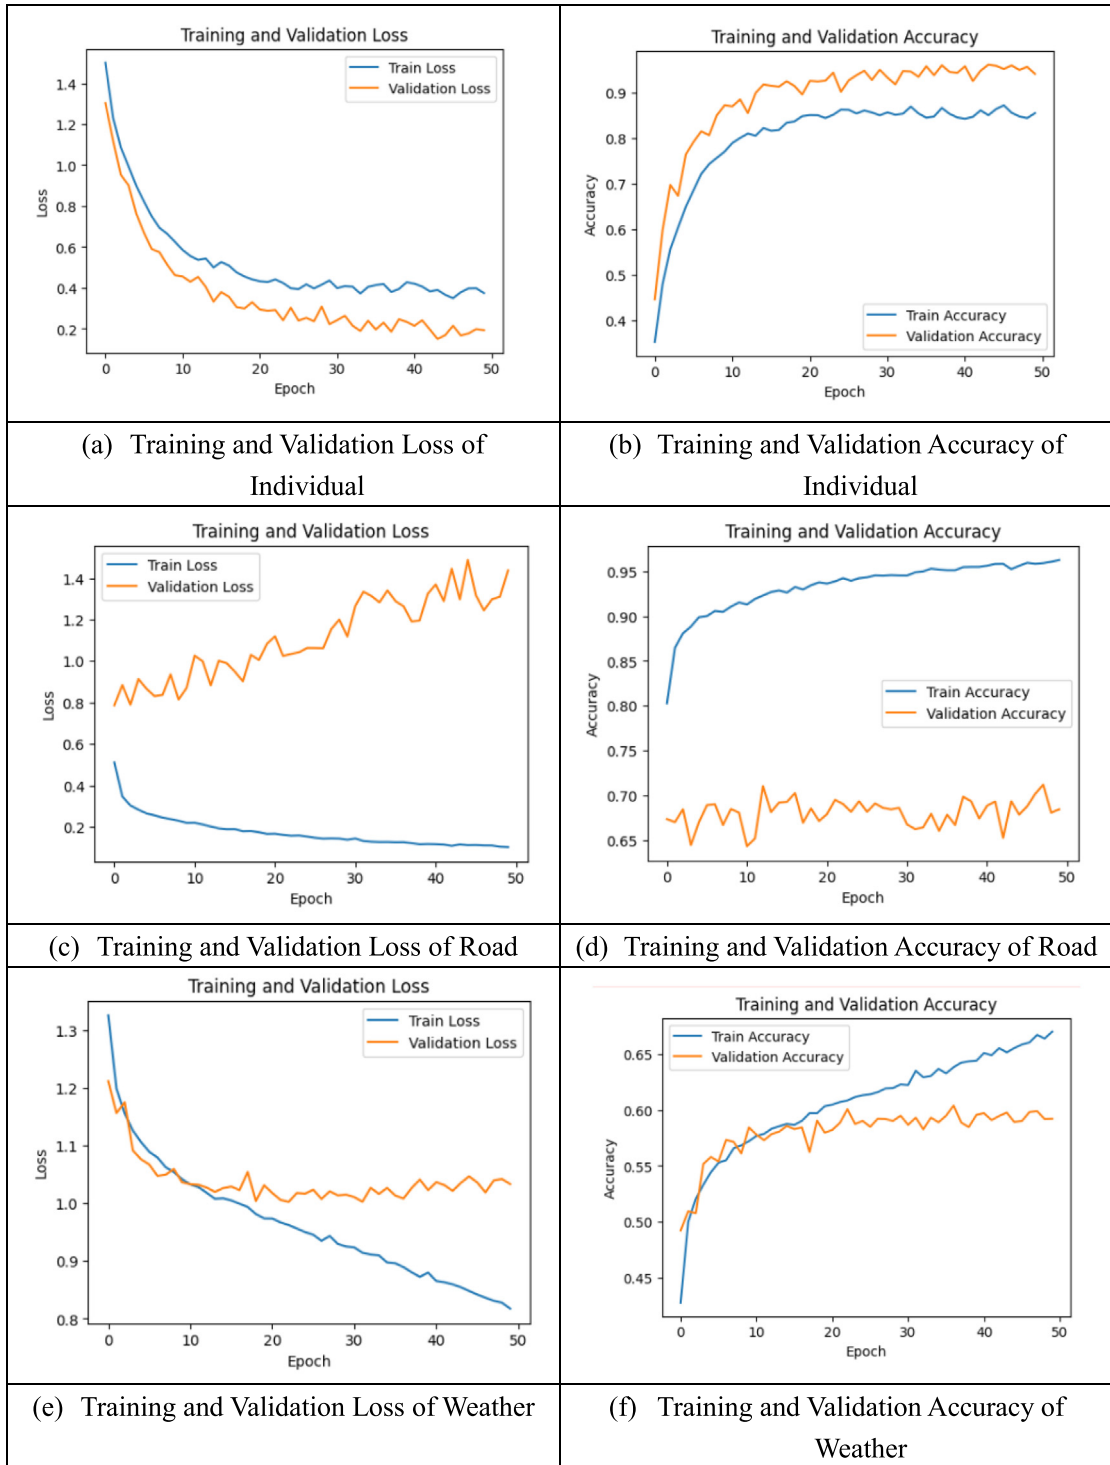 Training and Validation Loss
Train Loss
Validation Loss
1.4
1.2
1.0
0.8
0.6
0.4
0.2
Loss
0 10 20 30 40 50
Epoch
Training and Validation Accuracy
0.9
0.8
0.7
0.6
0.5
0.4
Accuracy
Train Accuracy
Validation Accuracy
0 10 20 30 40 50
Epoch
(a) Training and Validation Loss of
Individual
(b) Training and Validation Accuracy of
Individual
Training and Validation Loss
Train Loss
Validation Loss
1.4
1.2
1.0
0.8
0.6
0.4
0.2
Loss
0 10 20 30 40 50
Epoch
Training and Validation Accuracy
0.95
0.90
0.85
0.80
0.75
0.70
0.65
Accuracy
Train Accuracy
Validation Accuracy
0 10 20 30 40 50
Epoch
(c) Training and Validation Loss of Road
(d) Training and Validation Accuracy of Road
Training and Validation Loss
Train Loss
Validation Loss
1.3
1.2
1.1
1.0
0.9
0.8
Loss
0 10 20 30 40 50
Epoch
Training and Validation Accuracy
Train Accuracy
Validation Accuracy
0.65
0.60
0.55
0.50
0.45
Accuracy
0 10 20 30 40 50
Epoch
(e) Training and Validation Loss of Weather
(f) Training and Validation Accuracy of
Weather